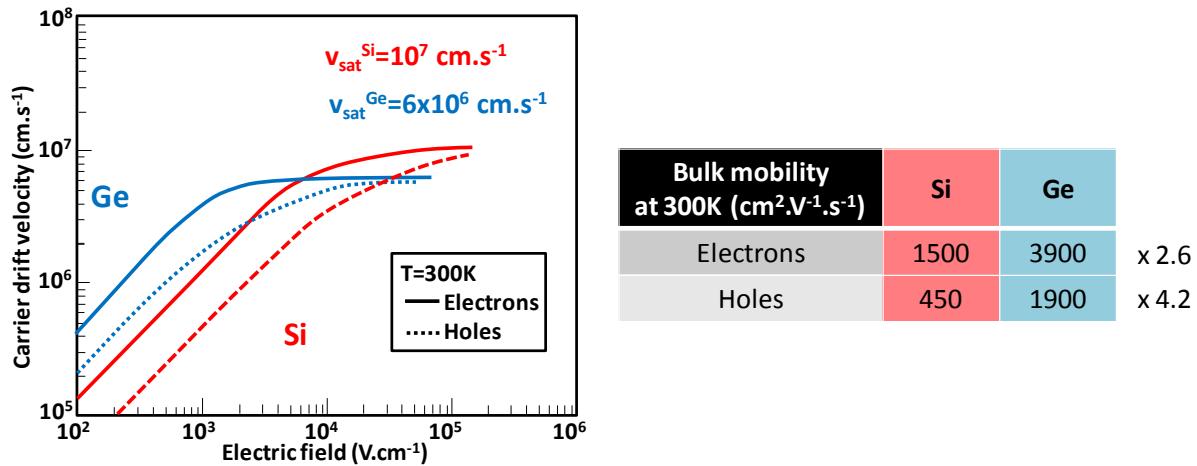 10⁸
10⁷
10⁶
10⁵
Carrier drift velocity (cm.s⁻¹)
v_sat^Si=10⁷ cm.s⁻¹
v_sat^Ge=6x10⁶ cm.s⁻¹
Ge
Si
T=300K
Electrons
Holes
10² 10³ 10⁴ 10⁵ 10⁶
Electric field (V.cm⁻¹)
Bulk mobility
at 300K (cm².V⁻¹.s⁻¹) Si Ge
Electrons 1500 3900 x 2.6
Holes 450 1900 x 4.2